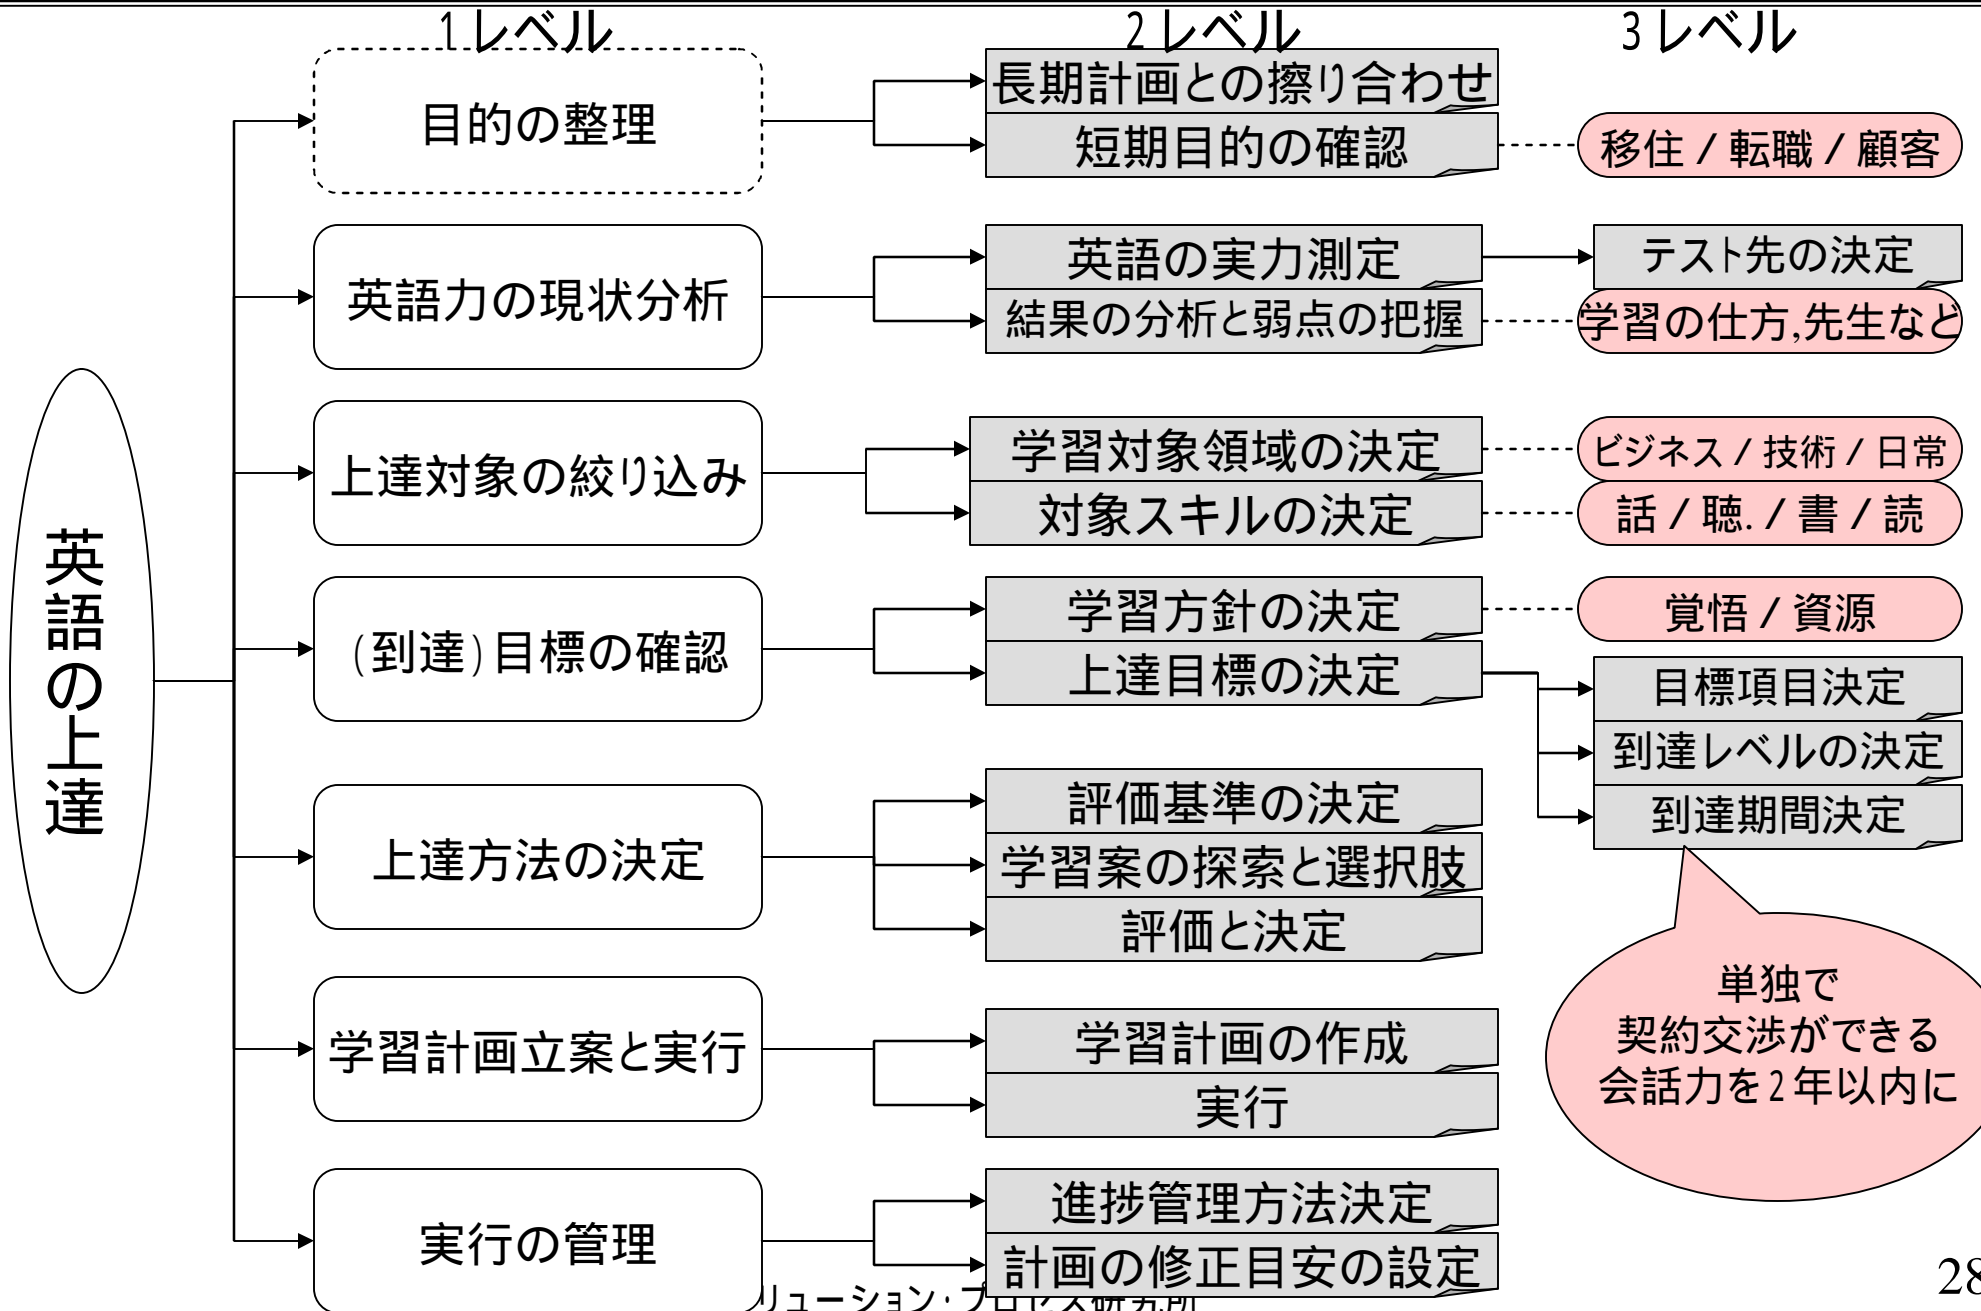 1レベル
2レベル
3レベル
英語の上達
目的の整理
長期計画との擦り合わせ
短期目的の確認
移住 / 転職 / 顧客
英語力の現状分析
英語の実力測定
テスト先の決定
結果の分析と弱点の把握
学習の仕方,先生など
上達対象の絞り込み
学習対象領域の決定
ビジネス / 技術 / 日常
対象スキルの決定
話 / 聴. / 書 / 読
(到達)目標の確認
学習方針の決定
覚悟 / 資源
上達目標の決定
目標項目決定
到達レベルの決定
到達期間決定
上達方法の決定
評価基準の決定
学習案の探索と選択肢
評価と決定
単独で
契約交渉ができる
会話力を2年以内に
学習計画立案と実行
学習計画の作成
実行
実行の管理
進捗管理方法決定
計画の修正目安の設定
リューション・プロセス研究所
28